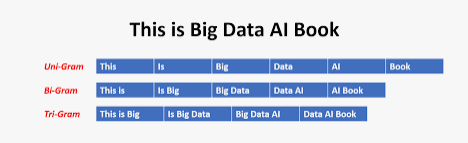 This is Big Data AI Book
Uni-Gram This Is Big Data AI Book
Bi-Gram This is Is Big Big Data Data AI AI Book
Tri-Gram This is Big Is Big Data Big Data AI Data AI Book